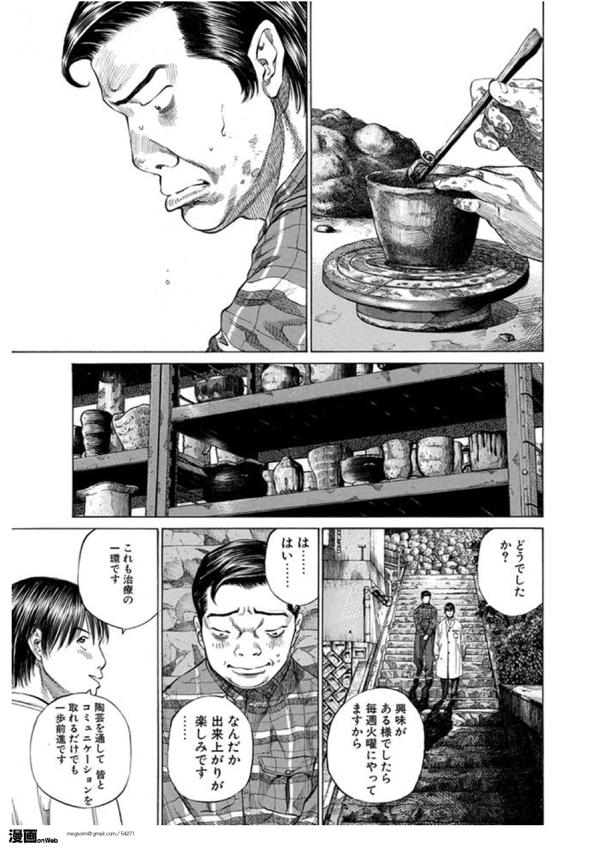 どうでした
か？
興味が
ある様でしたら
毎週火曜にやって
ますから
は……
はい……
なんだか
出来上がりが
楽しみです
……
これも治療の
一環です
陶芸を通して 皆と
コミュニケーションを
取れるだけでも
一歩前進です
漫画onWeb
megaorin@gmail.com/54271